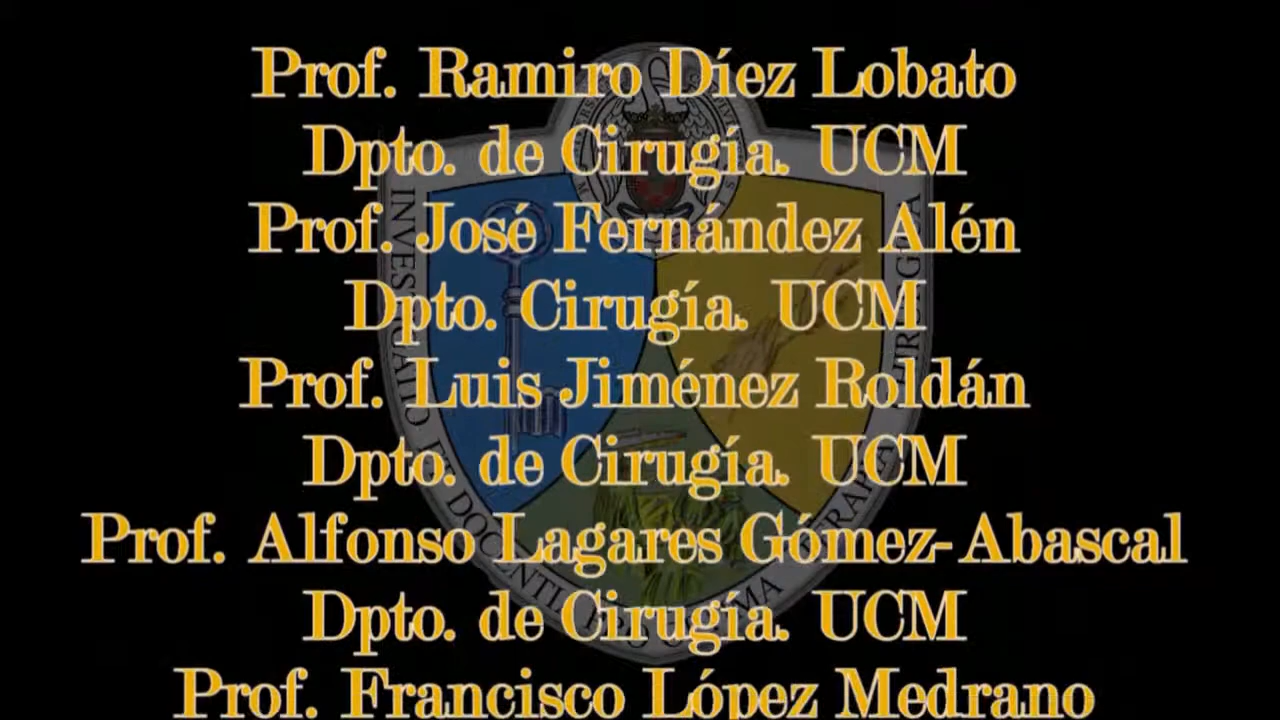 Prof. Ramiro Díez Lobato
Dpto. de Cirugía. UCM
Prof. José Fernández Alén
Dpto. Cirugía. UCM
Prof. Luis Jiménez Roldán
Dpto. de Cirugía. UCM
Prof. Alfonso Lagares Gómez-Abascal
Dpto. de Cirugía. UCM
Prof. Francisco López Medrano